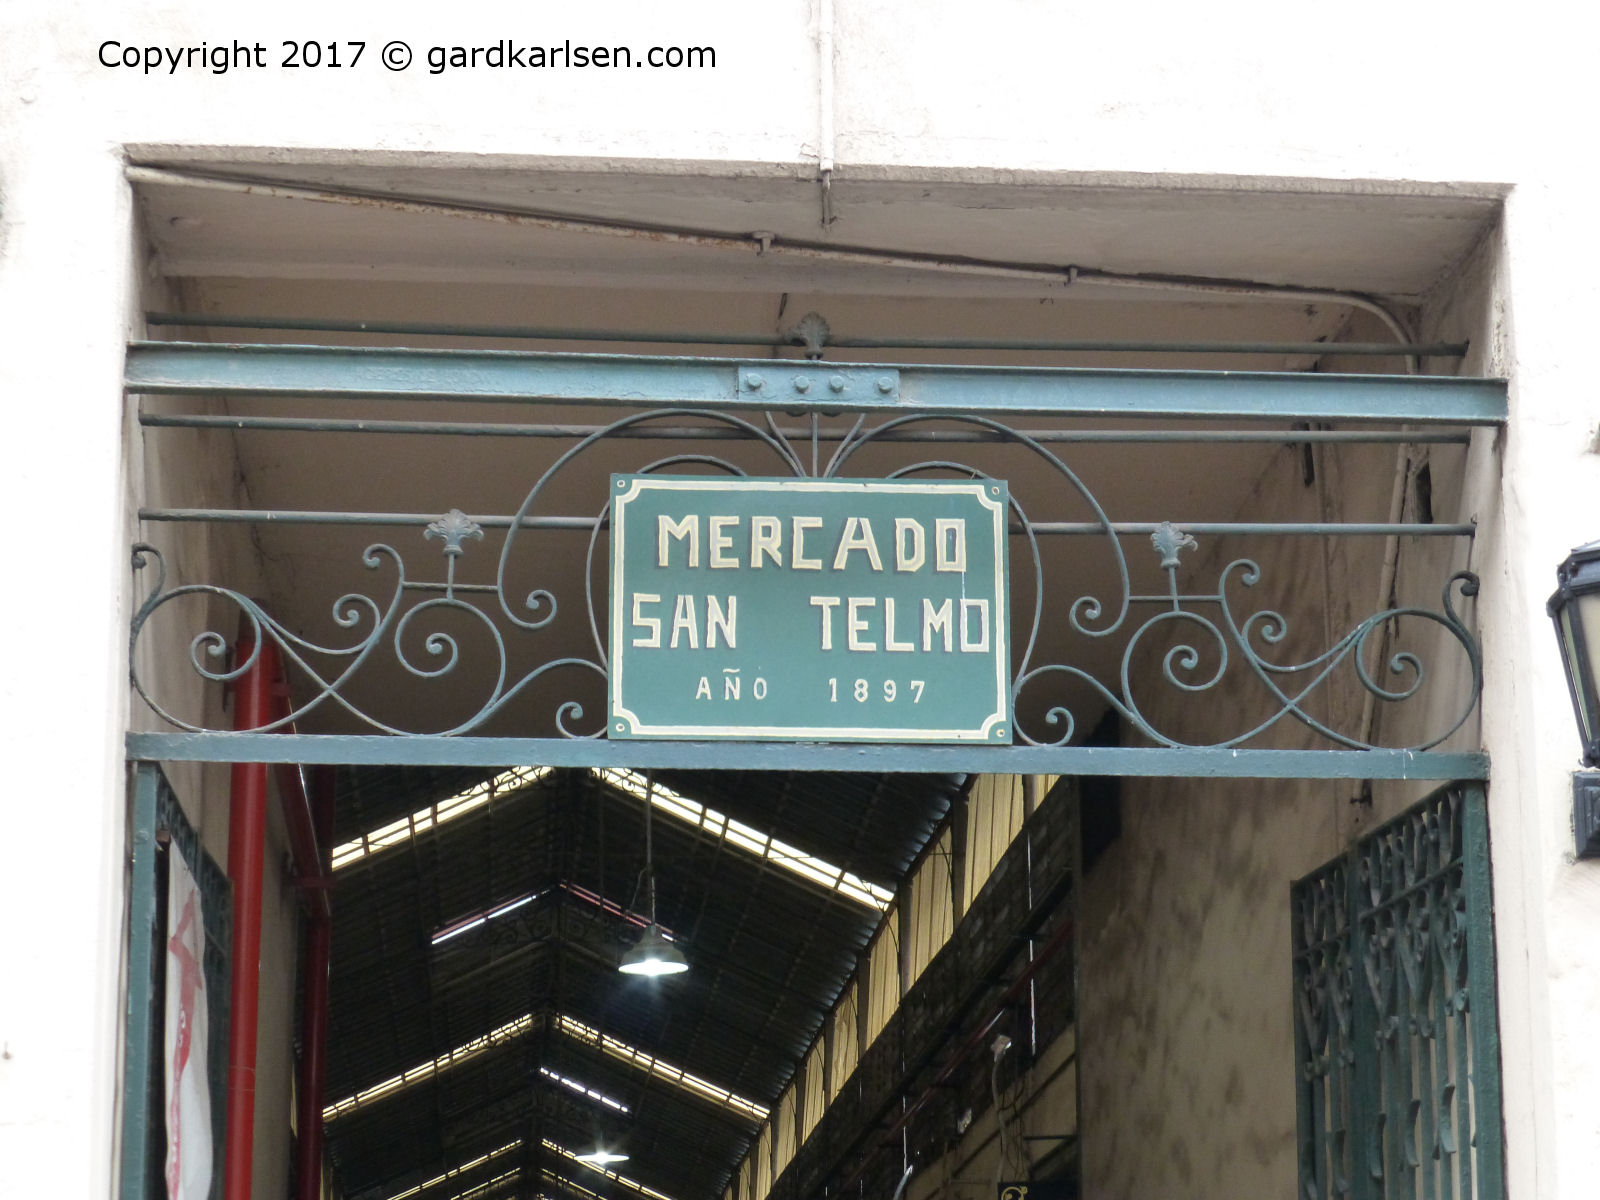 Copyright 2017 © gardkarlsen.com
MERCADO
SAN TELMO
AÑO 1897